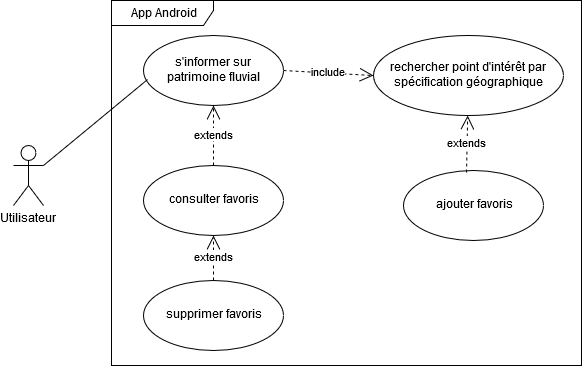 App Android
s'informer sur
patrimoine fluvial
include
rechercher point d'intérêt par
spécification géographique
extends
extends
consulter favoris
ajouter favoris
Utilisateur
extends
supprimer favoris